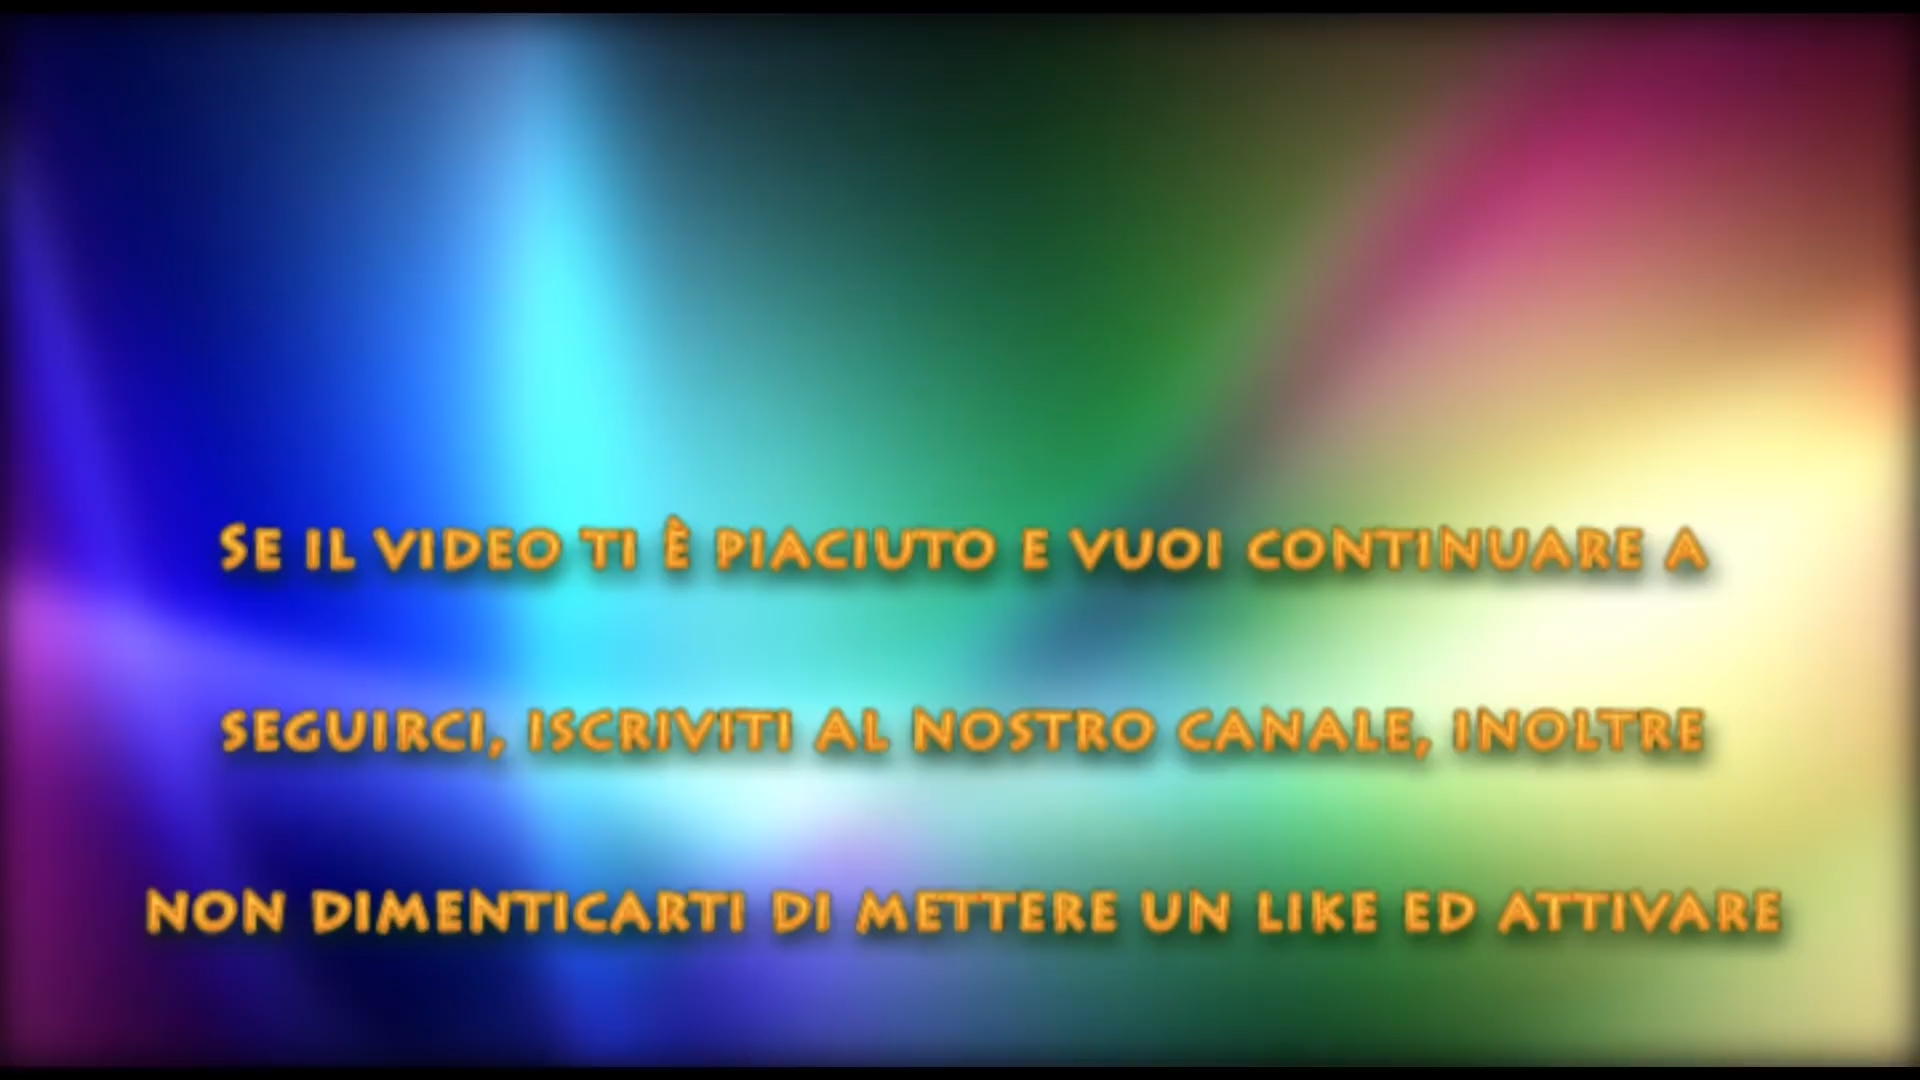 Se il video ti è piaciuto e vuoi continuare a
seguirci, iscriviti al nostro canale, inoltre
non dimenticarti di mettere un like ed attivare